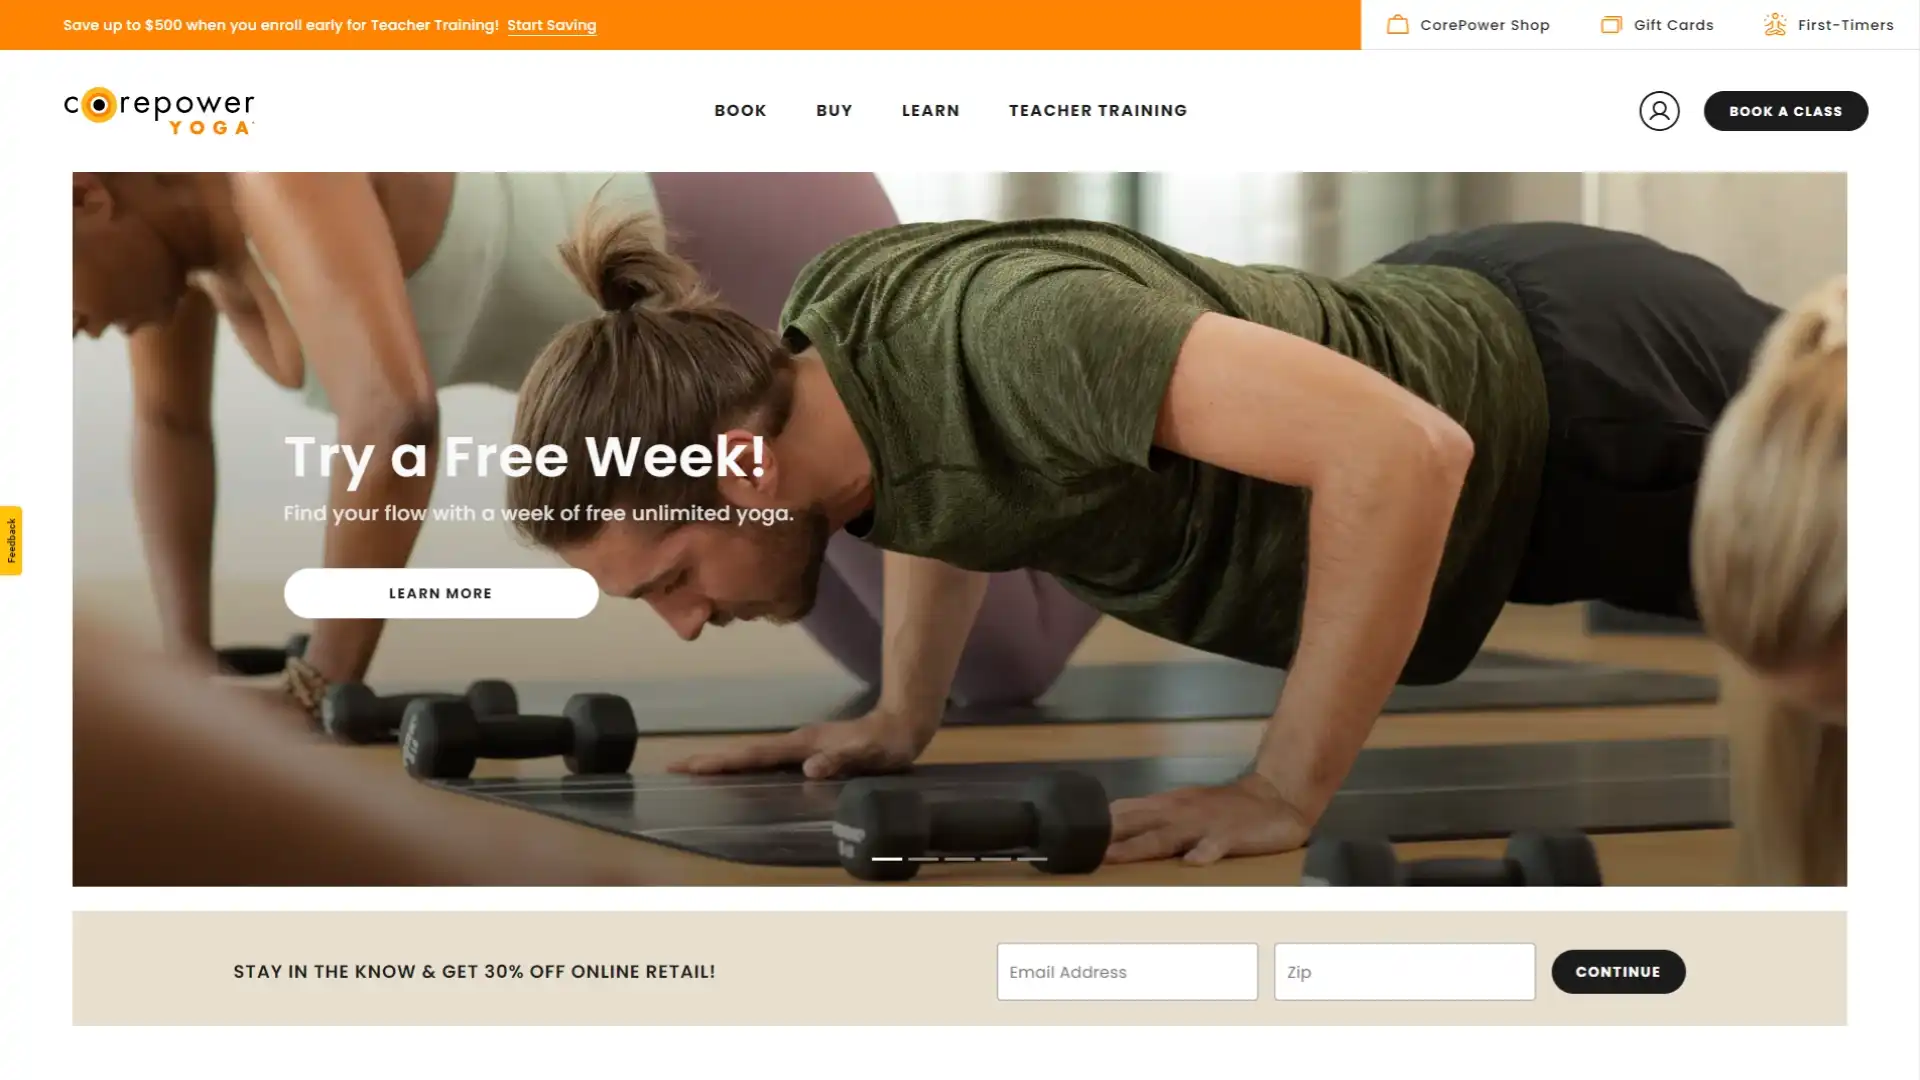 Save up to $500 when you enroll early for Teacher Training! Start Saving
CorePower Shop
Gift Cards
First-Timers
corepower
YOGA
BOOK
BUY
LEARN
TEACHER TRAINING
BOOK A CLASS
Try a Free Week!
Find your flow with a week of free unlimited yoga.
LEARN MORE
Feedback
STAY IN THE KNOW & GET 30% OFF ONLINE RETAIL!
Email Address
Zip
CONTINUE